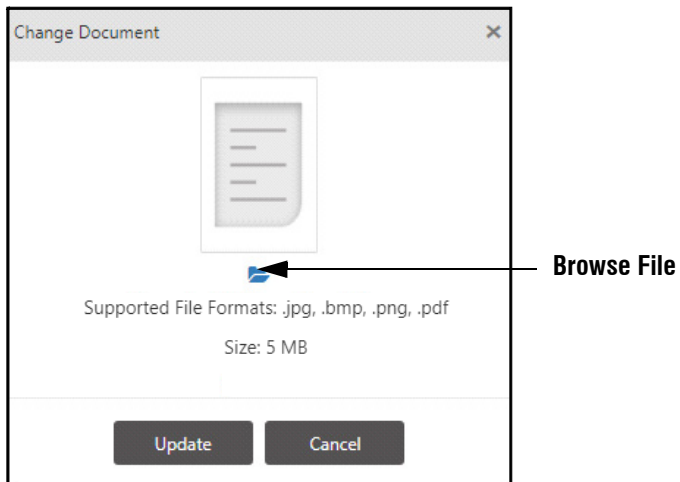 Change Document
Browse File
Supported File Formats: .jpg, .bmp, .png, .pdf
Size: 5 MB
Update
Cancel